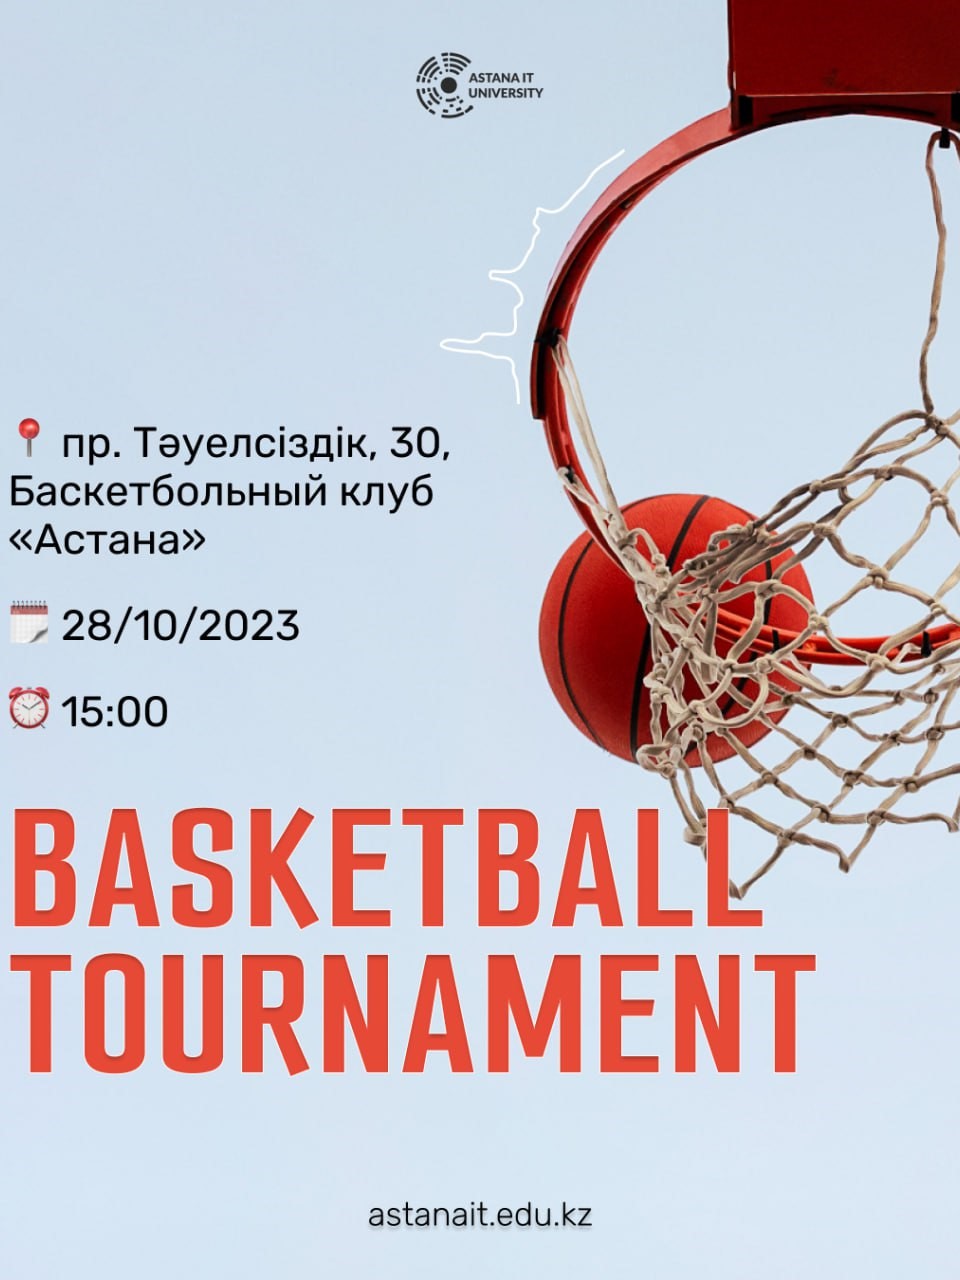 ASTANA IT
UNIVERSITY
пр. Тәуелсіздік, 30,
Баскетбольный клуб
«Астана»
28/10/2023
15:00
BASKETBALL
TOURNAMENT
astanait.edu.kz